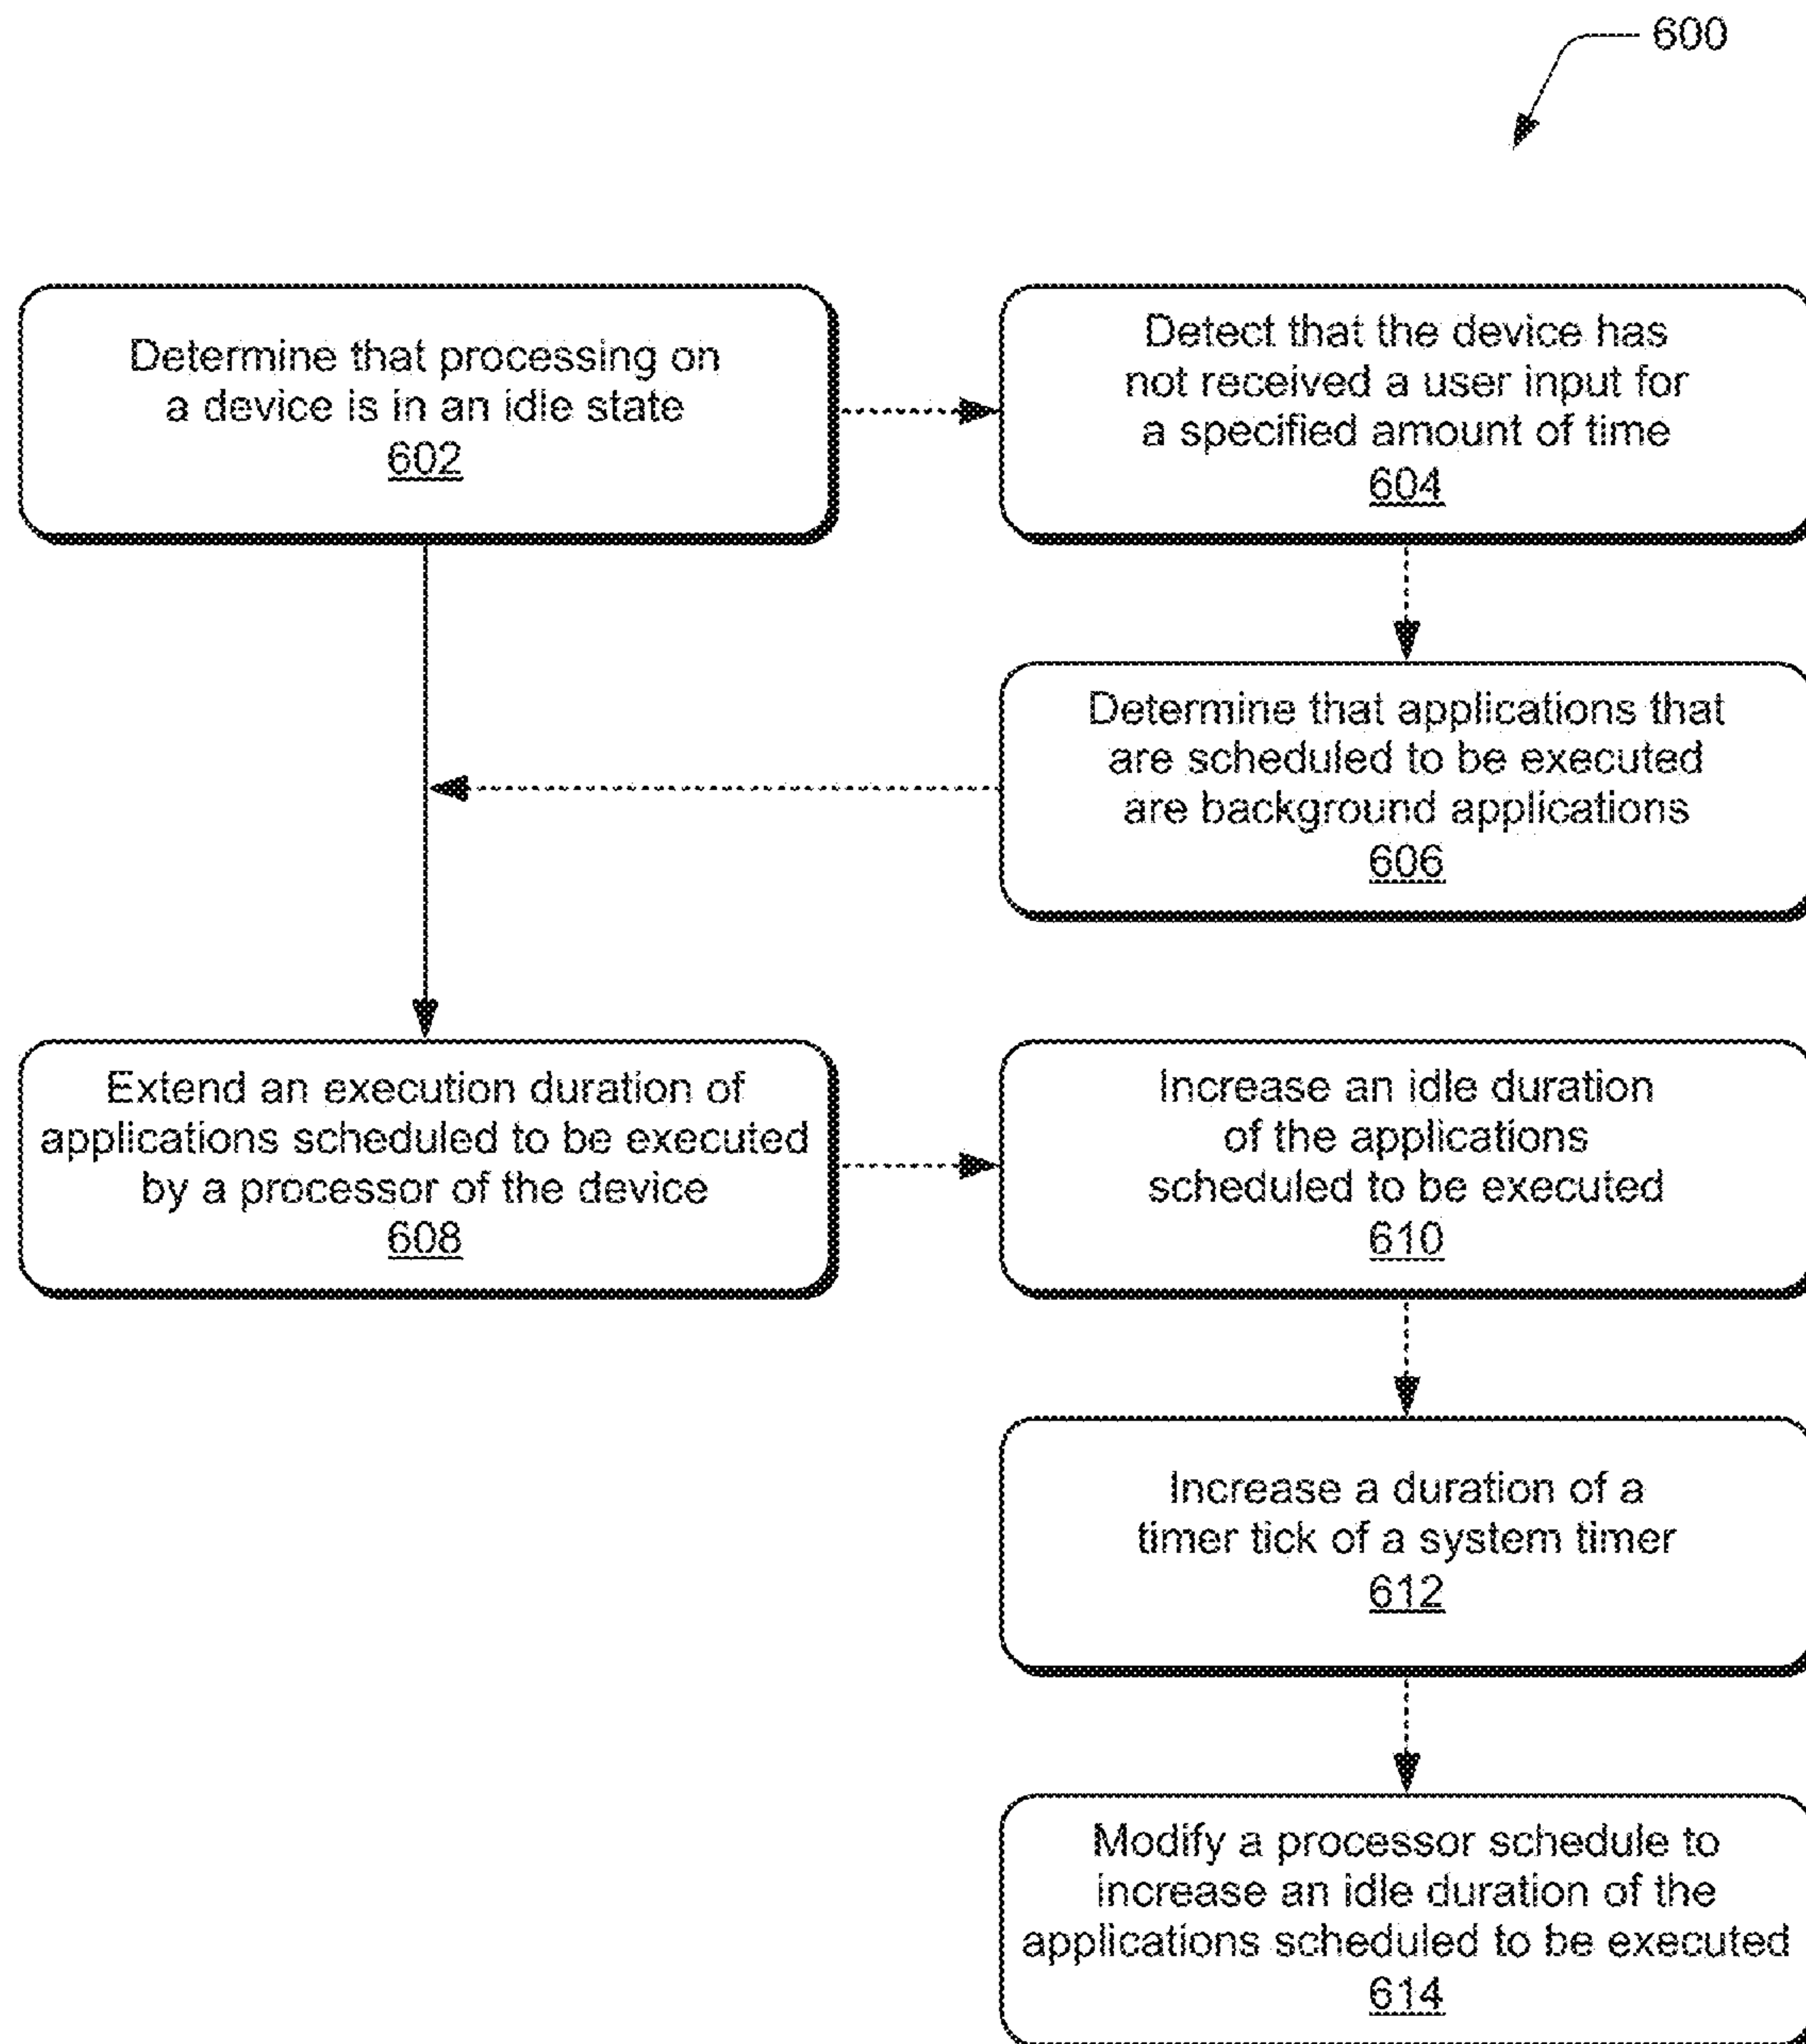 600
Determine that processing on
a device is in an idle state
602
Detect that the device has
not received a user input for
a specified amount of time
604
Determine that applications that
are scheduled to be executed
are background applications
606
Extend an execution duration of
applications scheduled to be executed
by a processor of the device
608
Increase an idle duration
of the applications
scheduled to be executed
610
Increase a duration of a
timer tick of a system timer
612
Modify a processor schedule to
increase an idle duration of the
applications scheduled to be executed
614